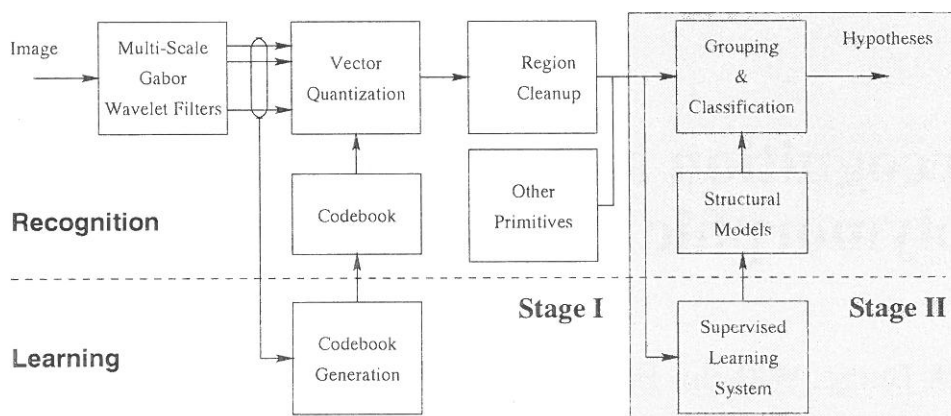 Image
Multi-Scale
Gabor
Wavelet Filters
Vector
Quantization
Region
Cleanup
Grouping
&
Classification
Hypotheses
Recognition
Codebook
Other
Primitives
Structural
Models
Stage I
Stage II
Learning
Codebook
Generation
Supervised
Learning
System